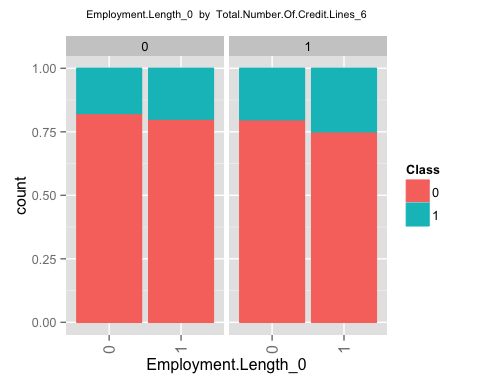 Employment.Length_0 by Total.Number.Of.Credit.Lines_6
0 1
1.00
0.75
0.50
0.25
0.00
count
0 1 0 1
Employment.Length_0
Class
0
1